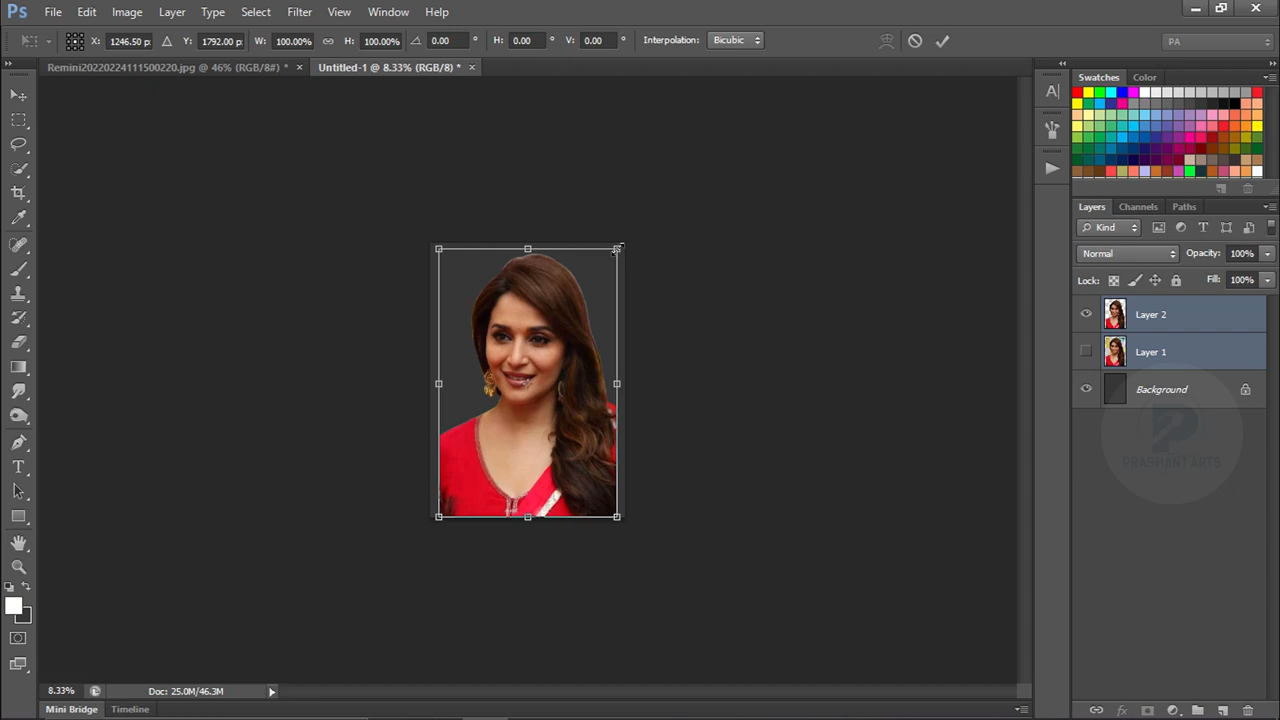 Ps File Edit Image Layer Type Select Filter View Window Help
X: 1246.50 p: Y: 1792.00 p: W: 100.00% H: 100.00% 0.00 ° H: 0.00 ° V: 0.00 ° Interpolation: Bicubic PA
Remini20220224111500220.jpg @ 46% (RGB/8#) * × Untitled-1 @ 8.33% (RGB/8) * ×
Swatches Color
Layers Channels Paths
Kind
Normal Opacity: 100%
Lock: Fill: 100%
Layer 2
Layer 1
Background
PRASHANT ARTS
8.33% Doc: 25.0M/46.3M
Mini Bridge Timeline